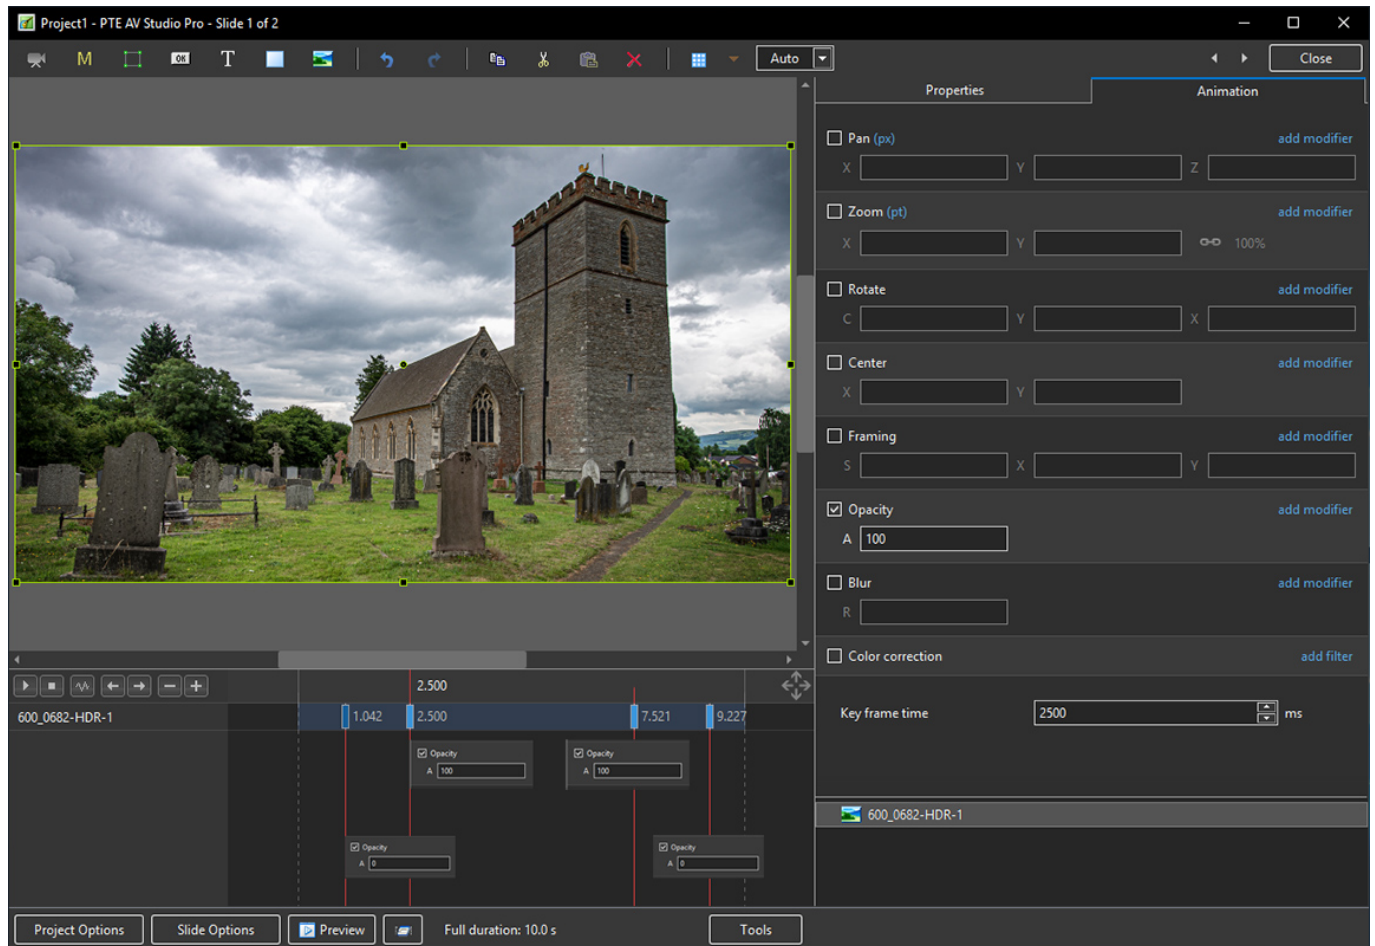 Project1 - PTE AV Studio Pro - Slide 1 of 2
M OK T Auto Close
Properties Animation
Pan (px) add modifier
X Y Z
Zoom (pt) add modifier
X Y 100%
Rotate add modifier
C Y X
Center add modifier
X Y
Framing add modifier
S X Y
Opacity add modifier
A 100
Blur add modifier
R
Color correction add filter
Key frame time 2500 ms
600_0682-HDR-1
2.500
600_0682-HDR-1 1.042 2.500 7.521 9.227
Opacity Opacity
A 100 A 100
Opacity Opacity
A 0 A 0
Project Options Slide Options Preview Full duration: 10.0 s Tools